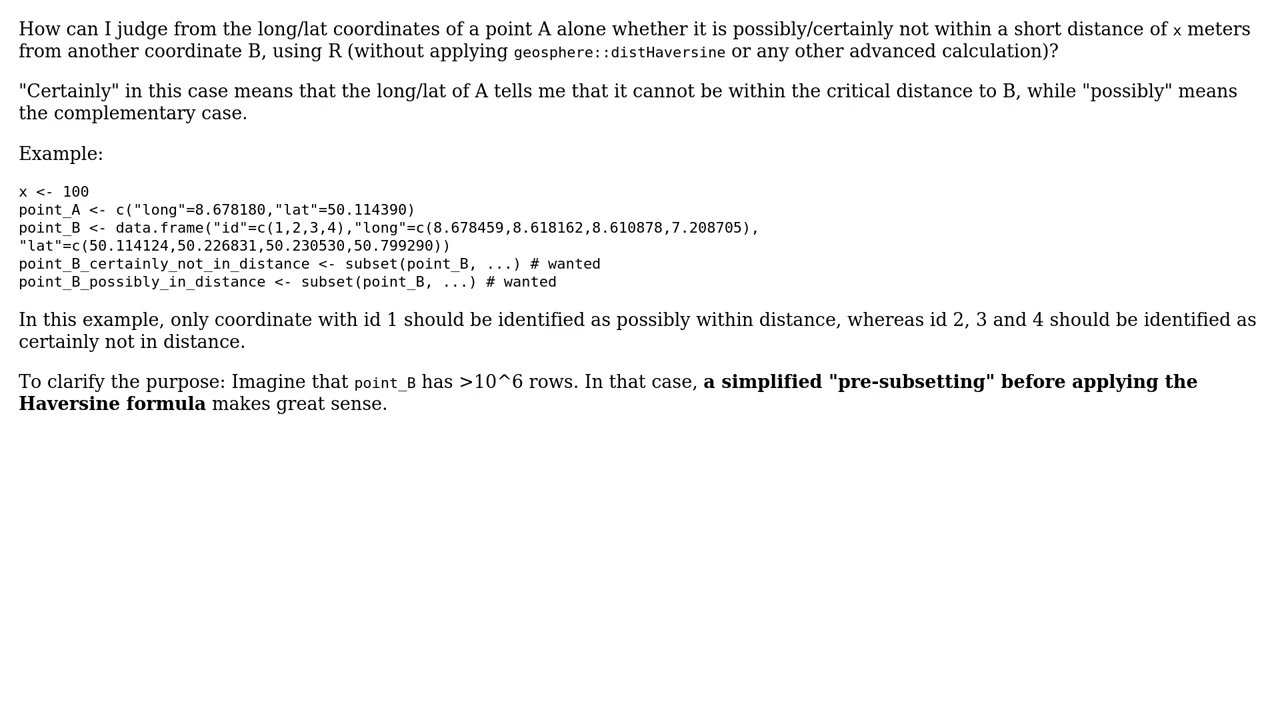 How can I judge from the long/lat coordinates of a point A alone whether it is possibly/certainly not within a short distance of x meters
from another coordinate B, using R (without applying geosphere::distHaversine or any other advanced calculation)?
"Certainly" in this case means that the long/lat of A tells me that it cannot be within the critical distance to B, while "possibly" means
the complementary case.
Example:
x <- 100
point_A <- c("long"=8.678180,"lat"=50.114390)
point_B <- data.frame("id"=c(1,2,3,4),"long"=c(8.678459,8.618162,8.610878,7.208705),
"lat"=c(50.114124,50.226831,50.230530,50.799290))
point_B_certainly_not_in_distance <- subset(point_B, ...) # wanted
point_B_possibly_in_distance <- subset(point_B, ...) # wanted
In this example, only coordinate with id 1 should be identified as possibly within distance, whereas id 2, 3 and 4 should be identified as
certainly not in distance.
To clarify the purpose: Imagine that point_B has >10^6 rows. In that case, a simplified "pre-subsetting" before applying the
Haversine formula makes great sense.